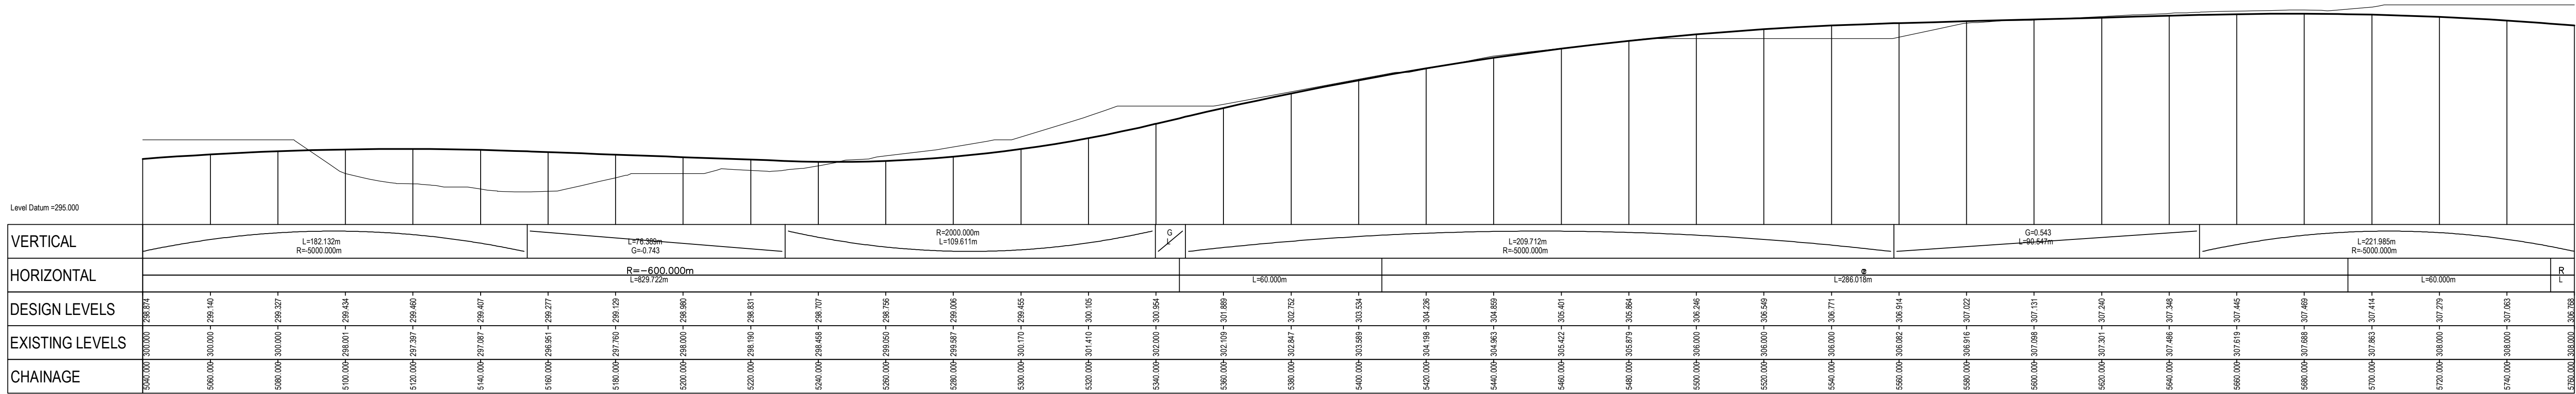 Level Datum =295.000
VERTICAL
L=182.132m
R=-5000.000m
L=76.389m
G=-0.743
R=2000.000m
L=109.611m
G
L
L=209.712m
R=-5000.000m
G=0.543
L=90.547m
L=221.985m
R=-5000.000m
HORIZONTAL
R=-600.000m
L=829.722m
L=60.000m
L=286.018m
L=60.000m
R
L
DESIGN LEVELS
298.874 299.140 299.327 299.434 299.460 299.407 299.277 299.129 298.980 298.831 298.707 298.756 299.006 299.455 300.105 300.954 301.889 302.752 303.534 304.236 304.859 305.401 305.864 306.246 306.549 306.771 306.914 307.022 307.131 307.240 307.348 307.445 307.469 307.414 307.279 307.063 306.768
EXISTING LEVELS
300.000 300.000 300.000 298.001 297.397 297.087 296.951 297.760 298.000 298.190 298.458 299.050 299.587 300.170 301.410 302.000 302.109 302.847 303.589 304.198 304.963 305.422 305.879 306.000 306.000 306.000 306.082 306.916 307.098 307.301 307.486 307.619 307.688 307.863 308.000 308.000 308.000
CHAINAGE
5040.000 5060.000 5080.000 5100.000 5120.000 5140.000 5160.000 5180.000 5200.000 5220.000 5240.000 5260.000 5280.000 5300.000 5320.000 5340.000 5360.000 5380.000 5400.000 5420.000 5440.000 5460.000 5480.000 5500.000 5520.000 5540.000 5560.000 5580.000 5600.000 5620.000 5640.000 5660.000 5680.000 5700.000 5720.000 5740.000 5760.000